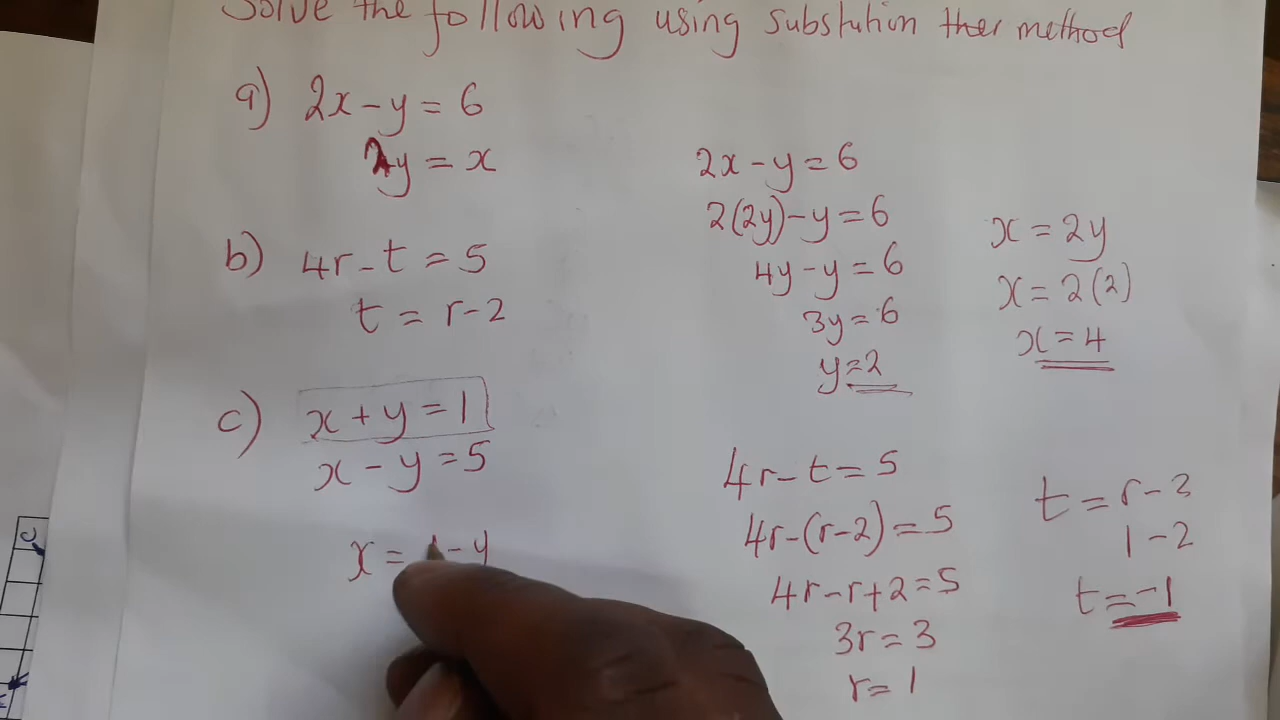 Solve the following using substution ther method
a) 2x - y = 6
2y = x
b) 4r - t = 5
t = r - 2
c) x + y = 1
x - y = 5
x = 1 - y
2x - y = 6
2(2y) - y = 6
4y - y = 6
3y = 6
y = 2
x = 2y
x = 2(2)
x = 4
4r - t = 5
4r - (r - 2) = 5
4r - r + 2 = 5
3r = 3
r = 1
t = r - 2
1 - 2
t = -1